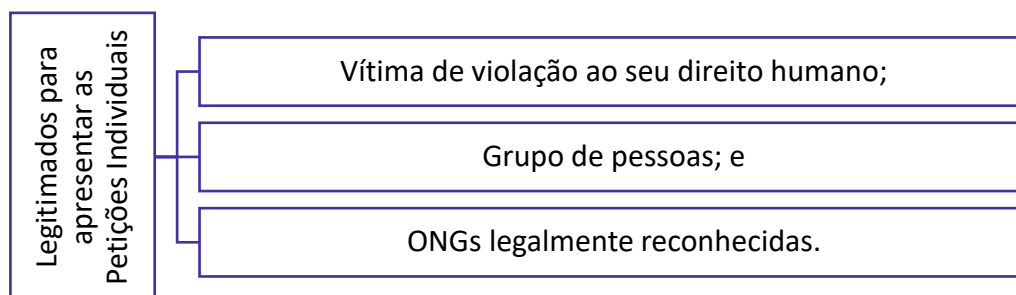 Legitimados para
apresentar as
Petições Individuais
Vítima de violação ao seu direito humano;
Grupo de pessoas; e
ONGs legalmente reconhecidas.